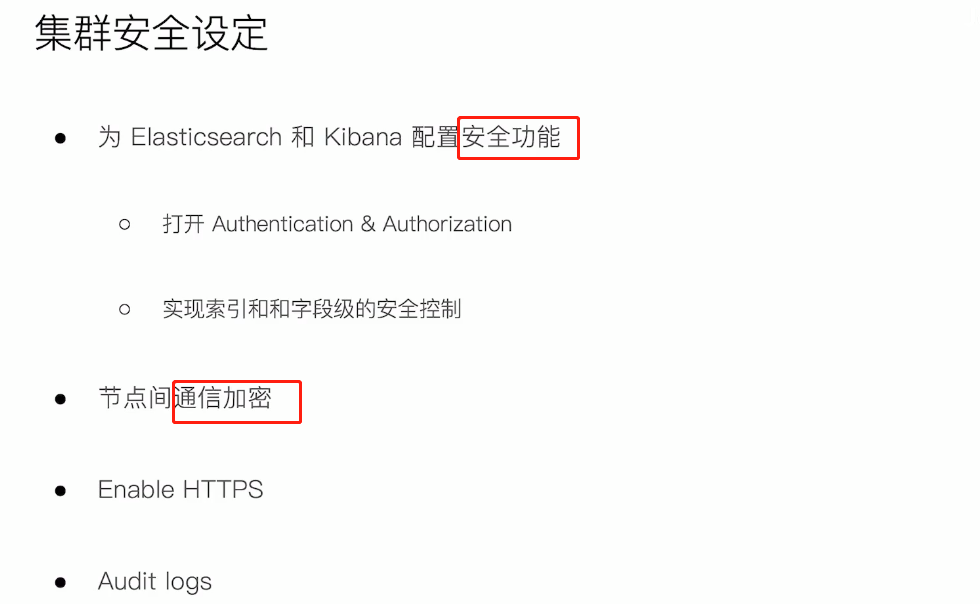 集群安全设定
为 Elasticsearch 和 Kibana 配置安全功能
打开 Authentication & Authorization
实现索引和和字段级的安全控制
节点间通信加密
Enable HTTPS
Audit logs